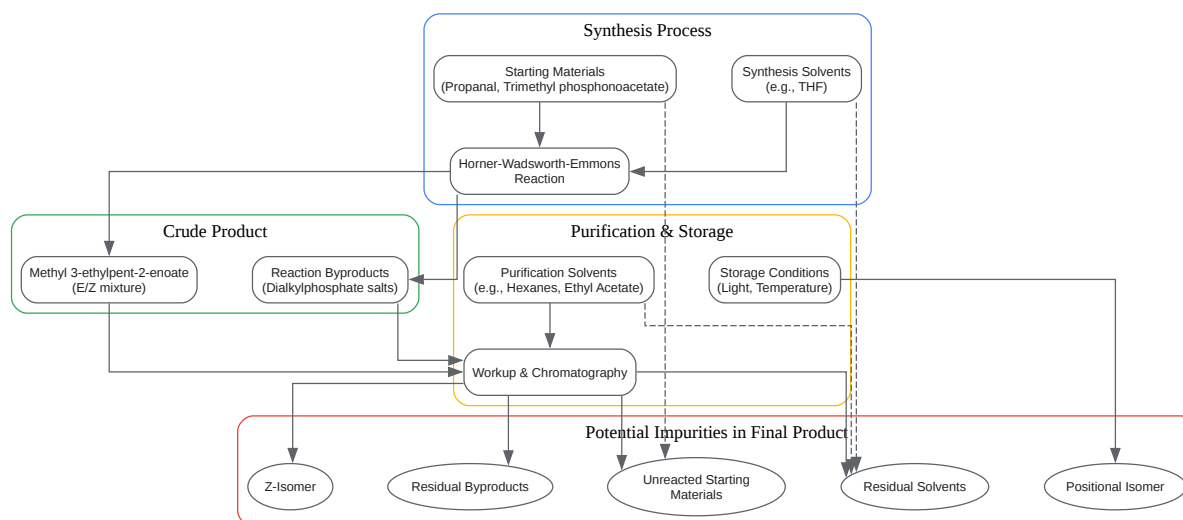 Synthesis Process
Starting Materials
(Propanal, Trimethyl phosphonoacetate)
Synthesis Solvents
(e.g., THF)
Horner-Wadsworth-Emmons
Reaction
Crude Product
Purification & Storage
Methyl 3-ethylpent-2-enoate
(E/Z mixture)
Reaction Byproducts
(Dialkylphosphate salts)
Purification Solvents
(e.g., Hexanes, Ethyl Acetate)
Storage Conditions
(Light, Temperature)
Workup & Chromatography
Potential Impurities in Final Product
Z-Isomer
Residual Byproducts
Unreacted Starting
Materials
Residual Solvents
Positional Isomer